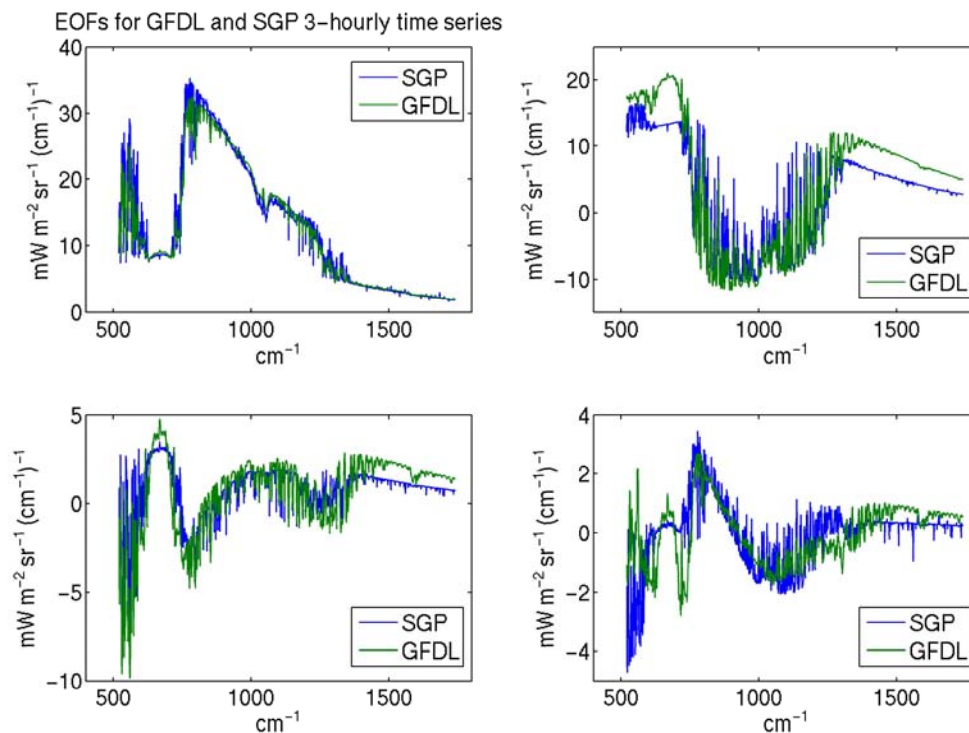 EOFs for GFDL and SGP 3−hourly time series
40
30
20
10
0
mW m⁻² sr⁻¹ (cm⁻¹)⁻¹
SGP
GFDL
500 1000 1500
cm⁻¹
20
10
0
−10
mW m⁻² sr⁻¹ (cm⁻¹)⁻¹
SGP
GFDL
500 1000 1500
cm⁻¹
5
0
−5
−10
mW m⁻² sr⁻¹ (cm⁻¹)⁻¹
SGP
GFDL
500 1000 1500
cm⁻¹
4
2
0
−2
−4
mW m⁻² sr⁻¹ (cm⁻¹)⁻¹
SGP
GFDL
500 1000 1500
cm⁻¹